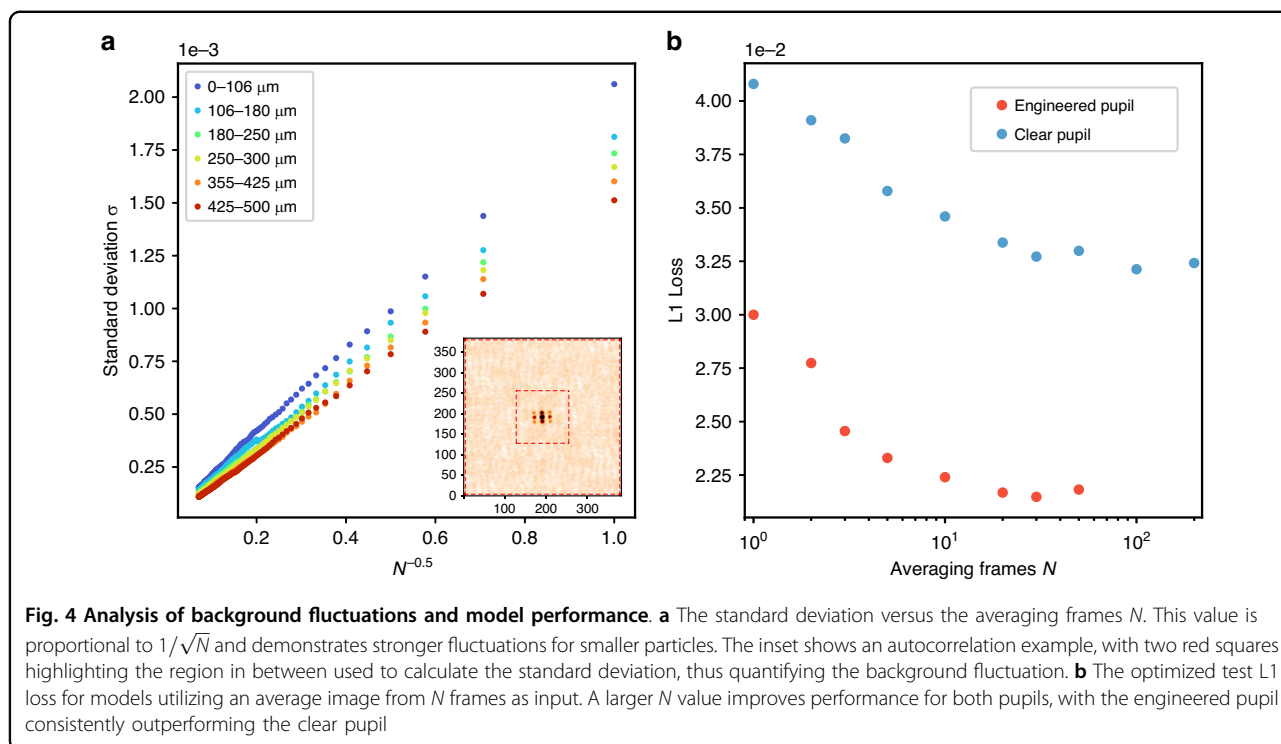 a
1e−3
2.00
1.75
1.50
1.25
1.00
0.75
0.50
0.25
Standard deviation σ
0–106 μm
106–180 μm
180–250 μm
250–300 μm
355–425 μm
425–500 μm
350
300
250
200
150
100
50
0
100 200 300
0.2 0.4 0.6 0.8 1.0
N^−0.5
b
1e−2
4.00
3.75
3.50
3.25
3.00
2.75
2.50
2.25
L1 Loss
Engineered pupil
Clear pupil
10^0 10^1 10^2
Averaging frames N
Fig. 4 Analysis of background fluctuations and model performance. a The standard deviation versus the averaging frames N. This value is
proportional to 1/√N and demonstrates stronger fluctuations for smaller particles. The inset shows an autocorrelation example, with two red squares
highlighting the region in between used to calculate the standard deviation, thus quantifying the background fluctuation. b The optimized test L1
loss for models utilizing an average image from N frames as input. A larger N value improves performance for both pupils, with the engineered pupil
consistently outperforming the clear pupil